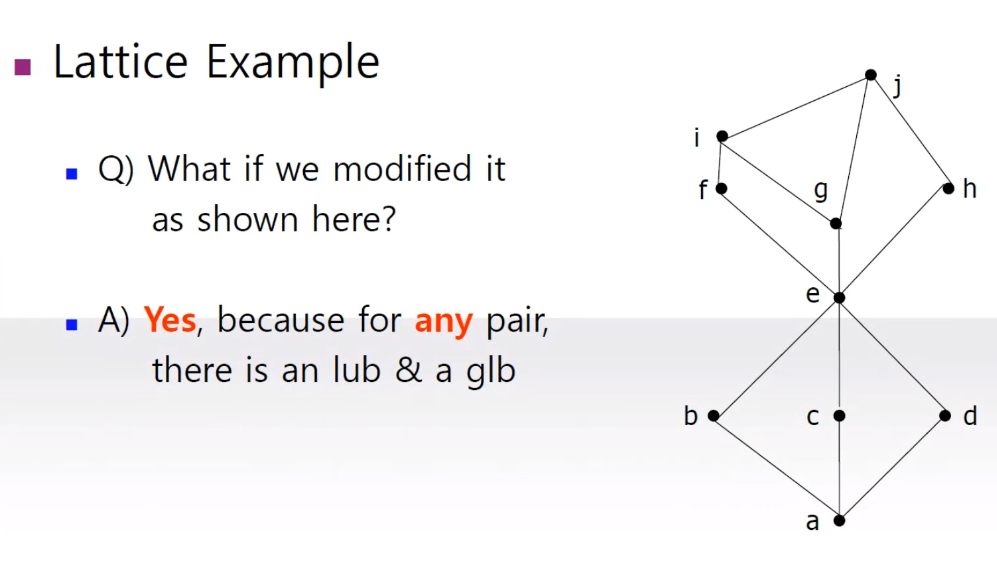 Lattice Example
Q) What if we modified it
as shown here?
A) Yes, because for any pair,
there is an lub & a glb
j
i
f
g
h
e
b
c
d
a